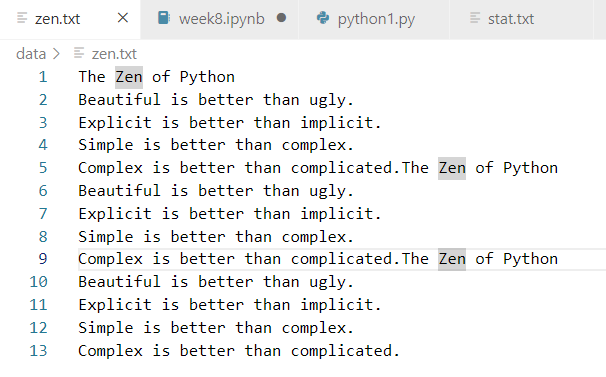 zen.txt × week8.ipynb ● python1.py stat.txt
data > zen.txt
1 The Zen of Python
2 Beautiful is better than ugly.
3 Explicit is better than implicit.
4 Simple is better than complex.
5 Complex is better than complicated.The Zen of Python
6 Beautiful is better than ugly.
7 Explicit is better than implicit.
8 Simple is better than complex.
9 Complex is better than complicated.The Zen of Python
10 Beautiful is better than ugly.
11 Explicit is better than implicit.
12 Simple is better than complex.
13 Complex is better than complicated.